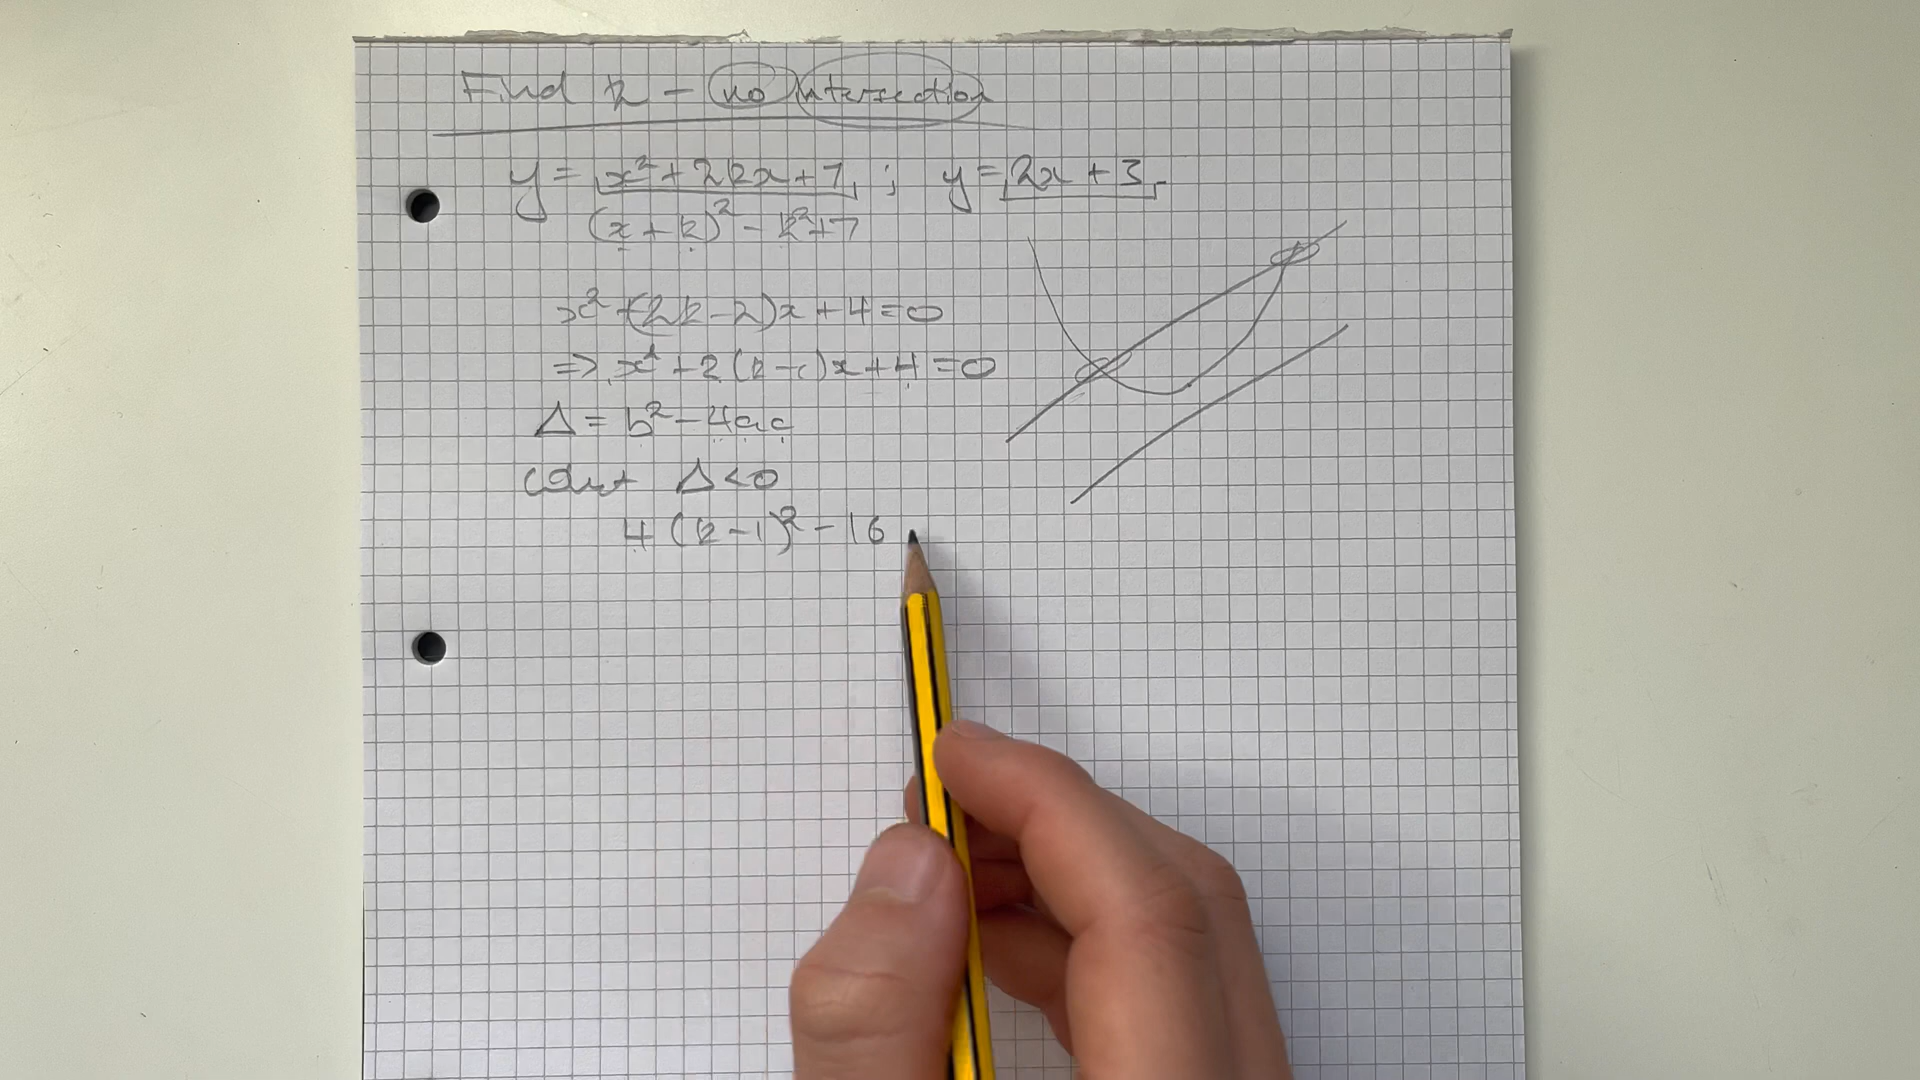 Find k - no intersection
y = x² + 2kx + 7 ; y = 2x + 3
(x + k)² - k² + 7
x² + (2k - 2)x + 4 = 0
⇒ x² + 2(k - 1)x + 4 = 0
Δ = b² - 4ac
want Δ < 0
4(k - 1)² - 16